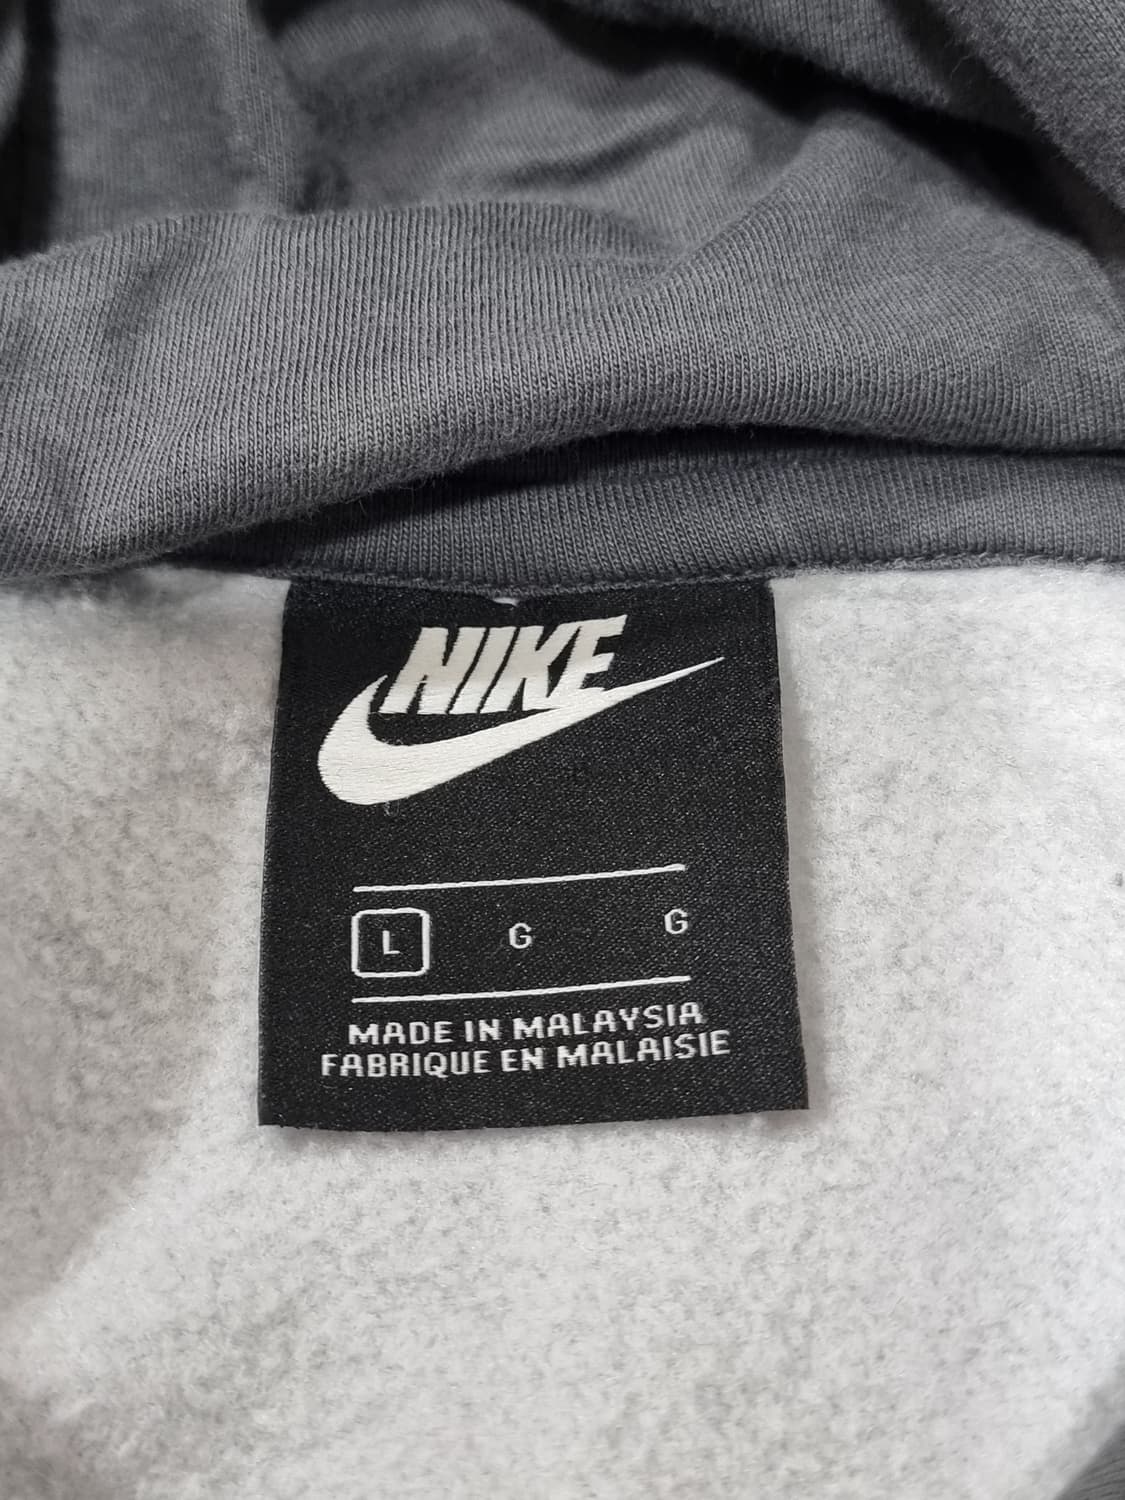 NIKE
L G G
MADE IN MALAYSIA
FABRIQUE EN MALAISIE